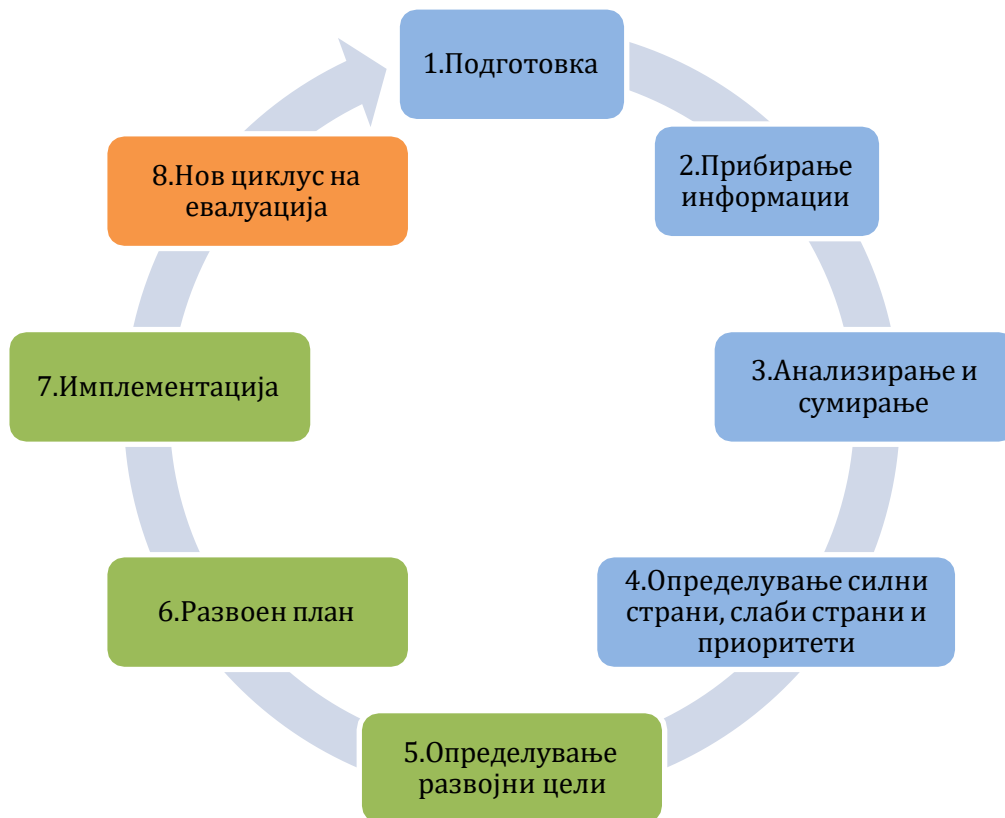 1.Подготовка
2.Прибирање
информации
3.Анализирање и
сумирање
4.Определување силни
страни, слаби страни и
приоритети
5.Определување
развојни цели
6.Развоен план
7.Имплементација
8.Нов циклус на
евалуација